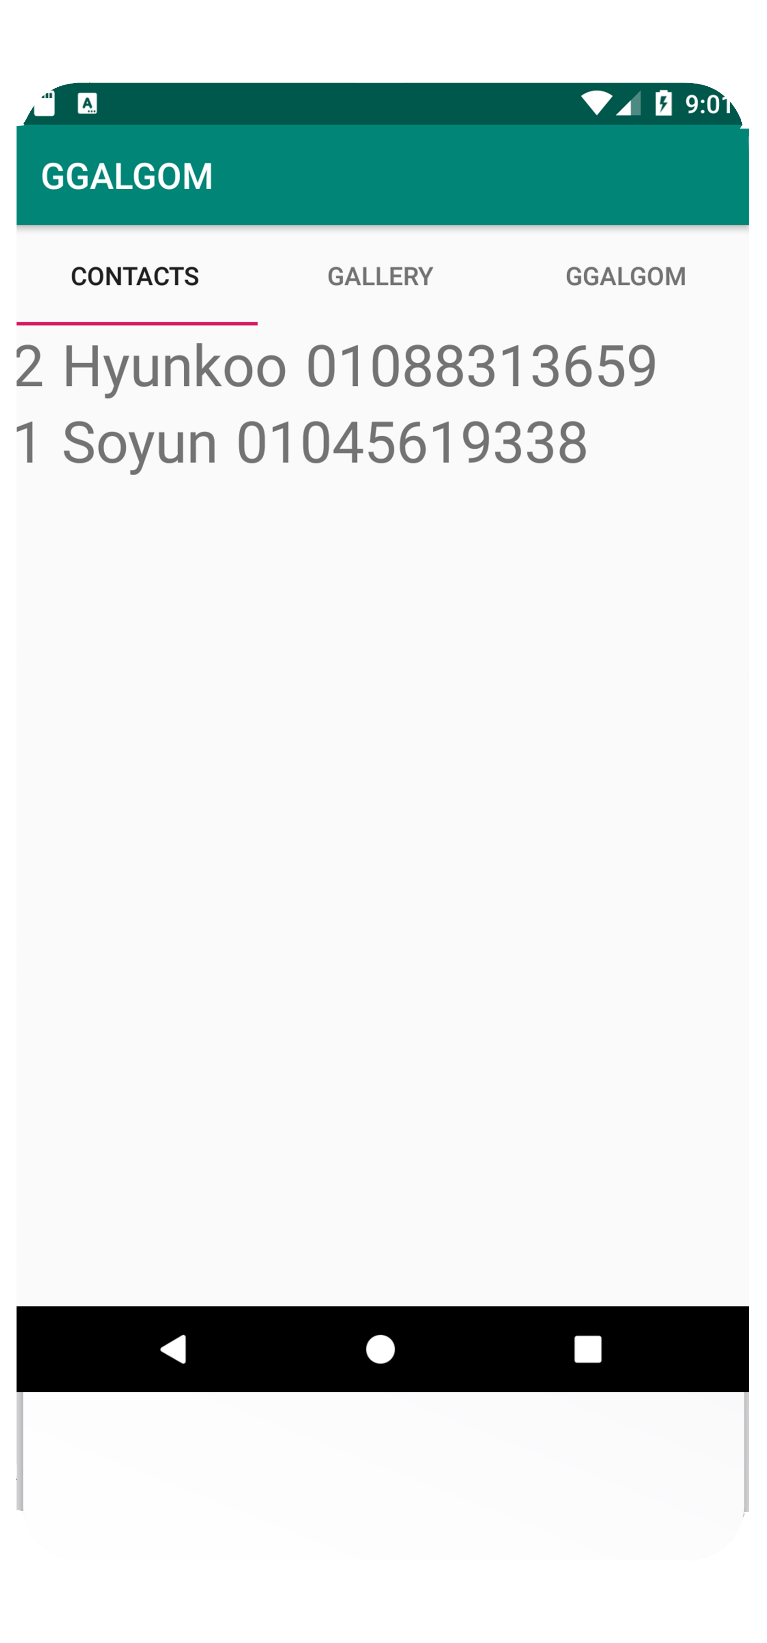 9:01
GGALGOM
CONTACTS GALLERY GGALGOM
2 Hyunkoo 01088313659
1 Soyun 01045619338